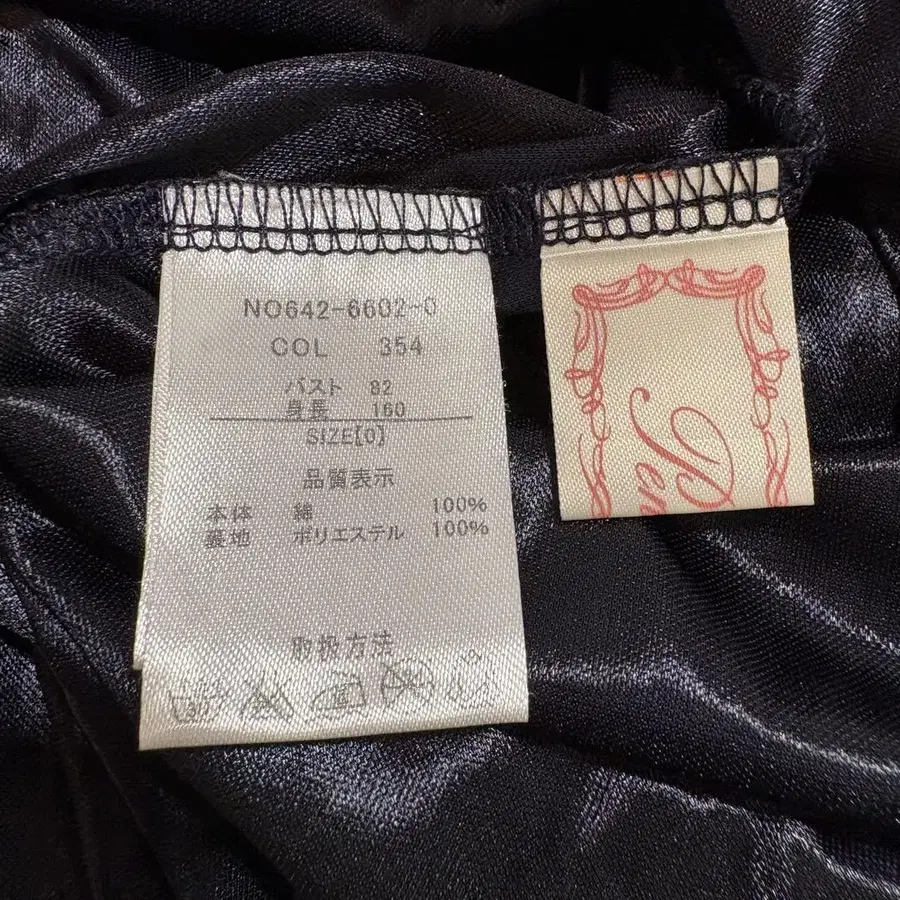 NO642-6602-0
COL 354
バスト 82
身長 160
SIZE[0]
品質表示
本体 綿 100%
裏地 ポリエステル 100%
取扱方法